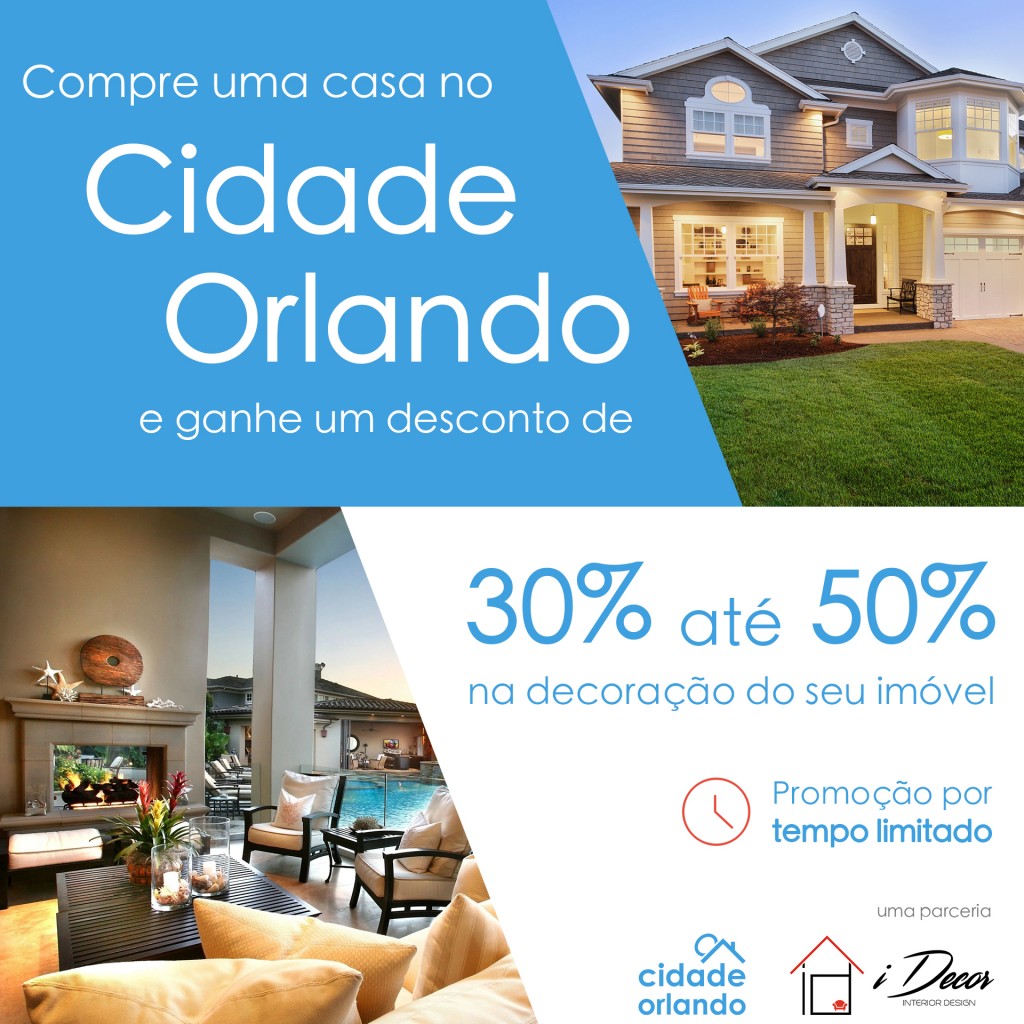 Compre uma casa no
Cidade
Orlando
e ganhe um desconto de
30% até 50%
na decoração do seu imóvel
Promoção por
tempo limitado
uma parceria
cidade
orlando
i Decor
INTERIOR DESIGN